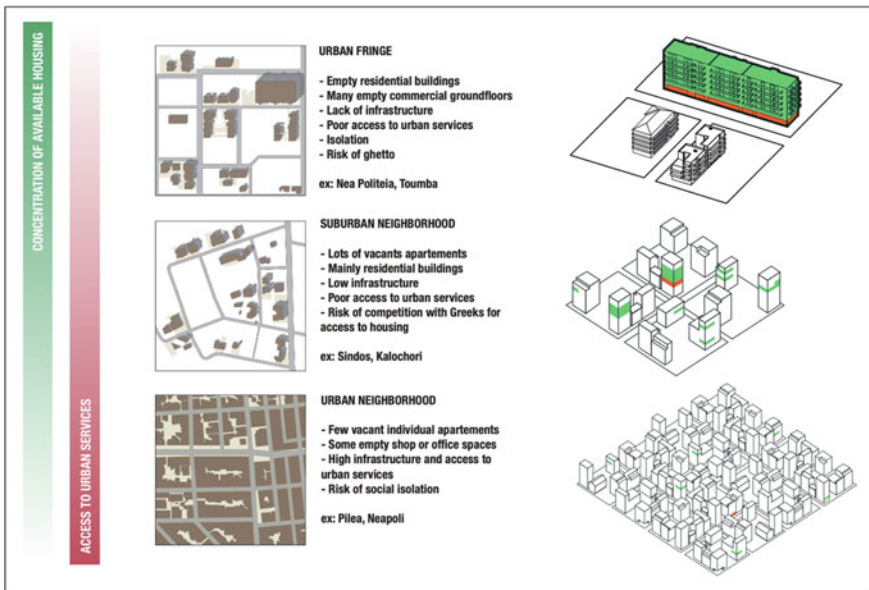 CONCENTRATION OF AVAILABLE HOUSING
ACCESS TO URBAN SERVICES
URBAN FRINGE
- Empty residential buildings
- Many empty commercial groundfloors
- Lack of infrastructure
- Poor access to urban services
- Isolation
- Risk of ghetto
ex: Nea Politeia, Toumba
SUBURBAN NEIGHBORHOOD
- Lots of vacants apartements
- Mainly residential buildings
- Low infrastructure
- Poor access to urban services
- Risk of competition with Greeks for
access to housing
ex: Sindos, Kalochori
URBAN NEIGHBORHOOD
- Few vacant individual apartements
- Some empty shop or office spaces
- High infrastructure and access to
urban services
- Risk of social isolation
ex: Pilea, Neapoli